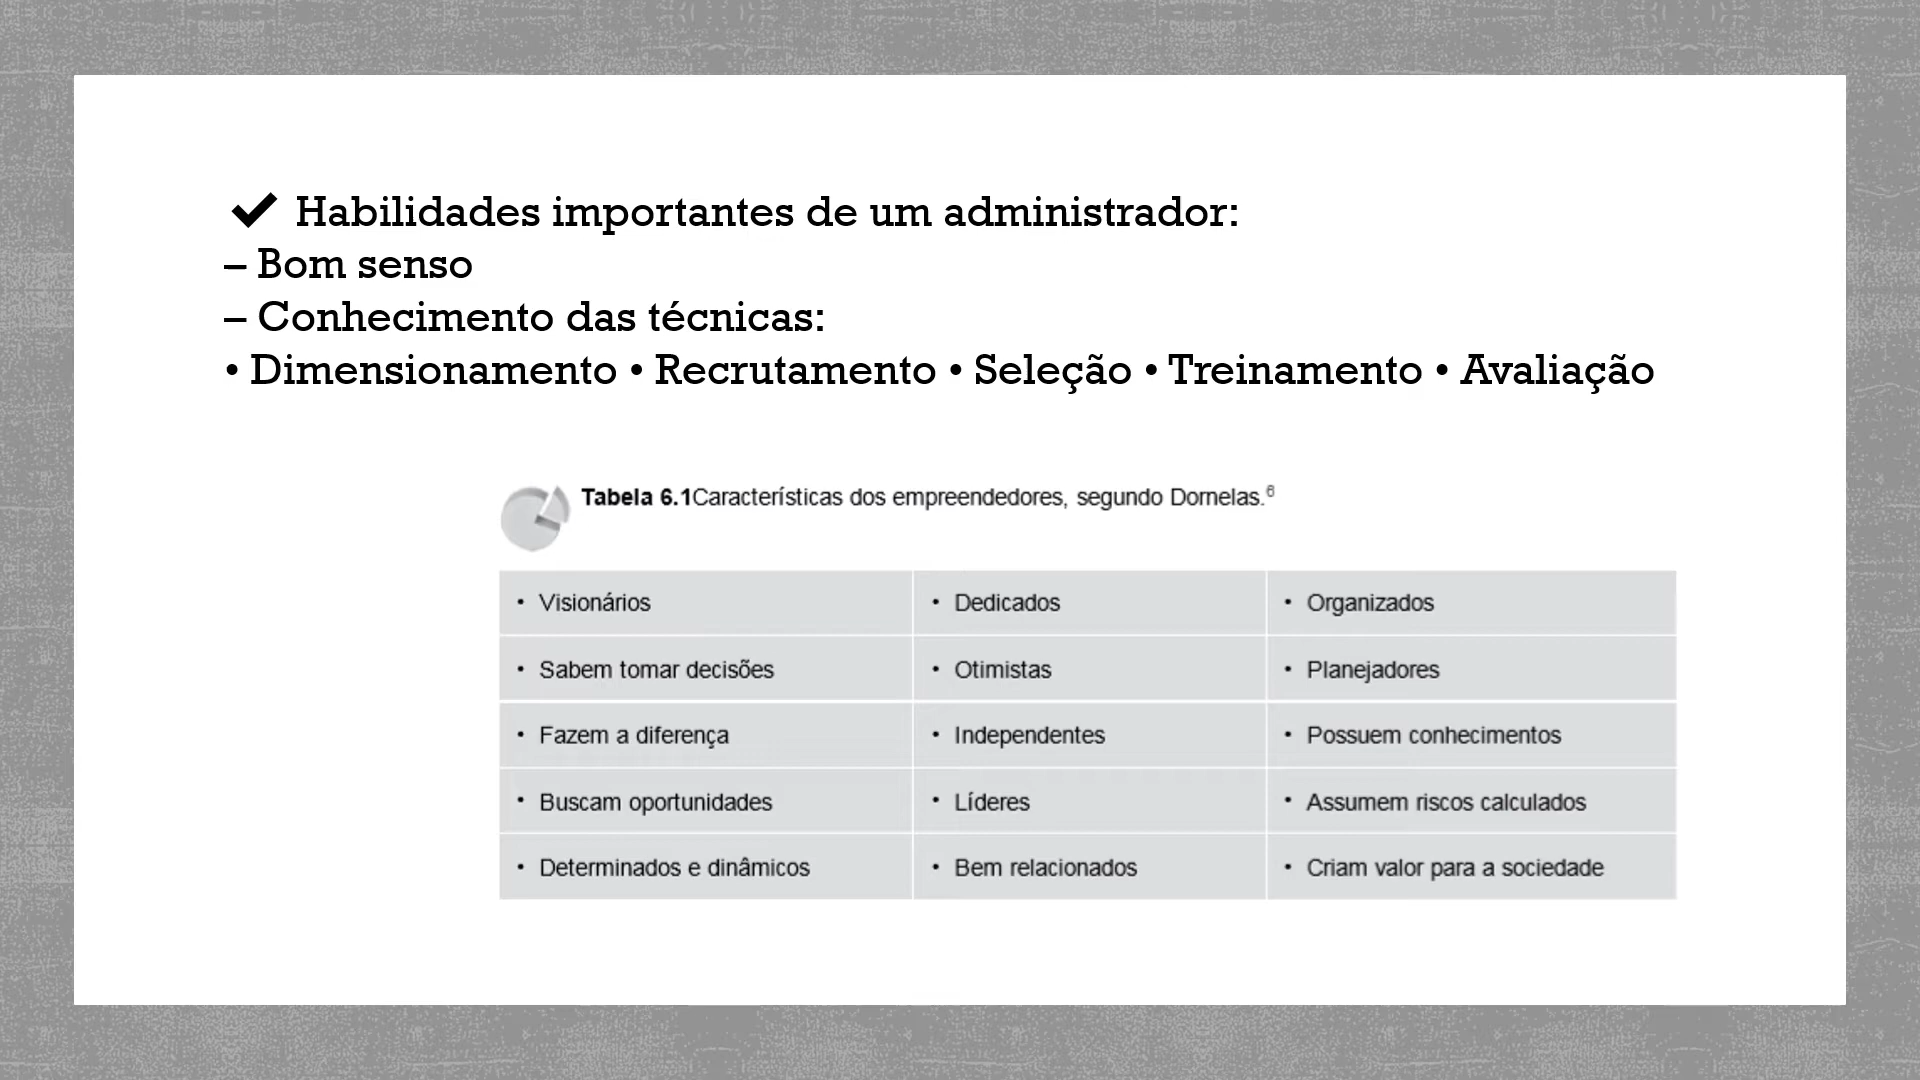 ✔ Habilidades importantes de um administrador:
– Bom senso
– Conhecimento das técnicas:
• Dimensionamento • Recrutamento • Seleção • Treinamento • Avaliação
Tabela 6.1Características dos empreendedores, segundo Dornelas.⁶
• Visionários • Dedicados • Organizados
• Sabem tomar decisões • Otimistas • Planejadores
• Fazem a diferença • Independentes • Possuem conhecimentos
• Buscam oportunidades • Líderes • Assumem riscos calculados
• Determinados e dinâmicos • Bem relacionados • Criam valor para a sociedade